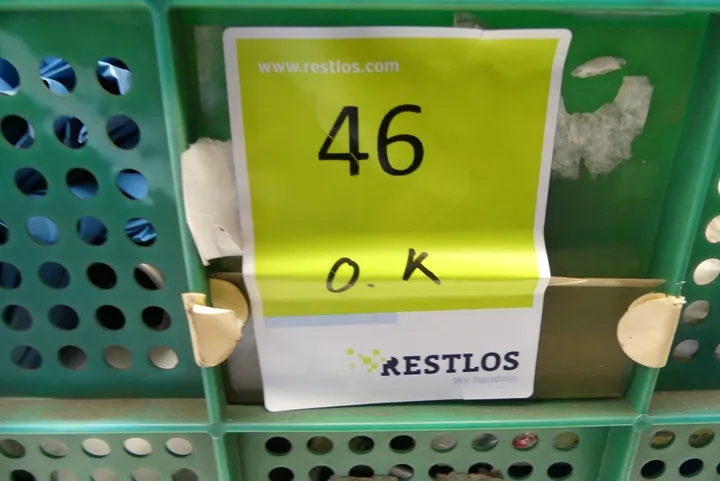 www.restlos.com
46
O. K
RESTLOS
Wir handeln.